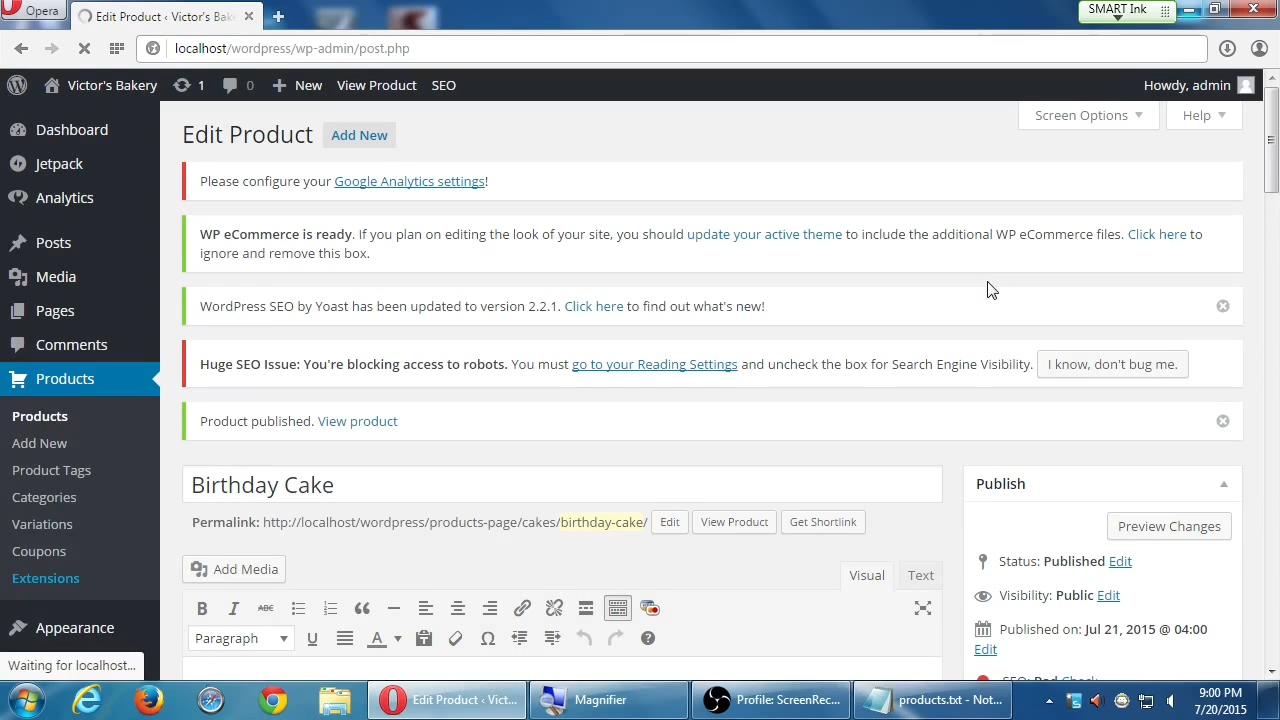 Opera
Edit Product ‹ Victor's Bake
SMART Ink
localhost/wordpress/wp-admin/post.php
Victor's Bakery 1 0 New View Product SEO Howdy, admin
Screen Options Help
Edit Product Add New
Dashboard
Jetpack
Analytics
Posts
Media
Pages
Comments
Products
Products
Add New
Product Tags
Categories
Variations
Coupons
Extensions
Appearance
Please configure your Google Analytics settings!
WP eCommerce is ready. If you plan on editing the look of your site, you should update your active theme to include the additional WP eCommerce files. Click here to
ignore and remove this box.
WordPress SEO by Yoast has been updated to version 2.2.1. Click here to find out what's new!
Huge SEO Issue: You're blocking access to robots. You must go to your Reading Settings and uncheck the box for Search Engine Visibility. I know, don't bug me.
Product published. View product
Birthday Cake
Permalink: http://localhost/wordpress/products-page/cakes/birthday-cake/ Edit View Product Get Shortlink
Add Media
Visual Text
B I ABC
Paragraph U A Ω
Publish
Preview Changes
Status: Published Edit
Visibility: Public Edit
Published on: Jul 21, 2015 @ 04:00
Edit
SEO: Bad Check
Waiting for localhost...
Edit Product ‹ Vict... Magnifier Profile: ScreenRec... products.txt - Not...
9:00 PM
7/20/2015